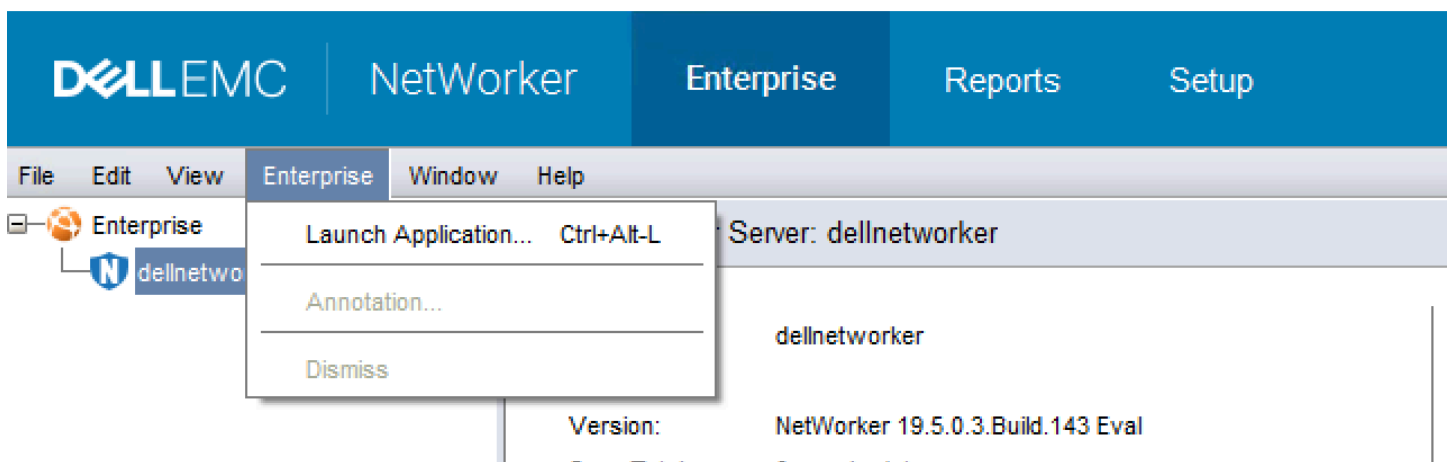 DELLEMC NetWorker Enterprise Reports Setup
File Edit View Enterprise Window Help
Enterprise
Launch Application... Ctrl+Alt-L
Server: dellnetworker
dellnetwo
Annotation...
dellnetworker
Dismiss
Version: NetWorker 19.5.0.3.Build.143 Eval